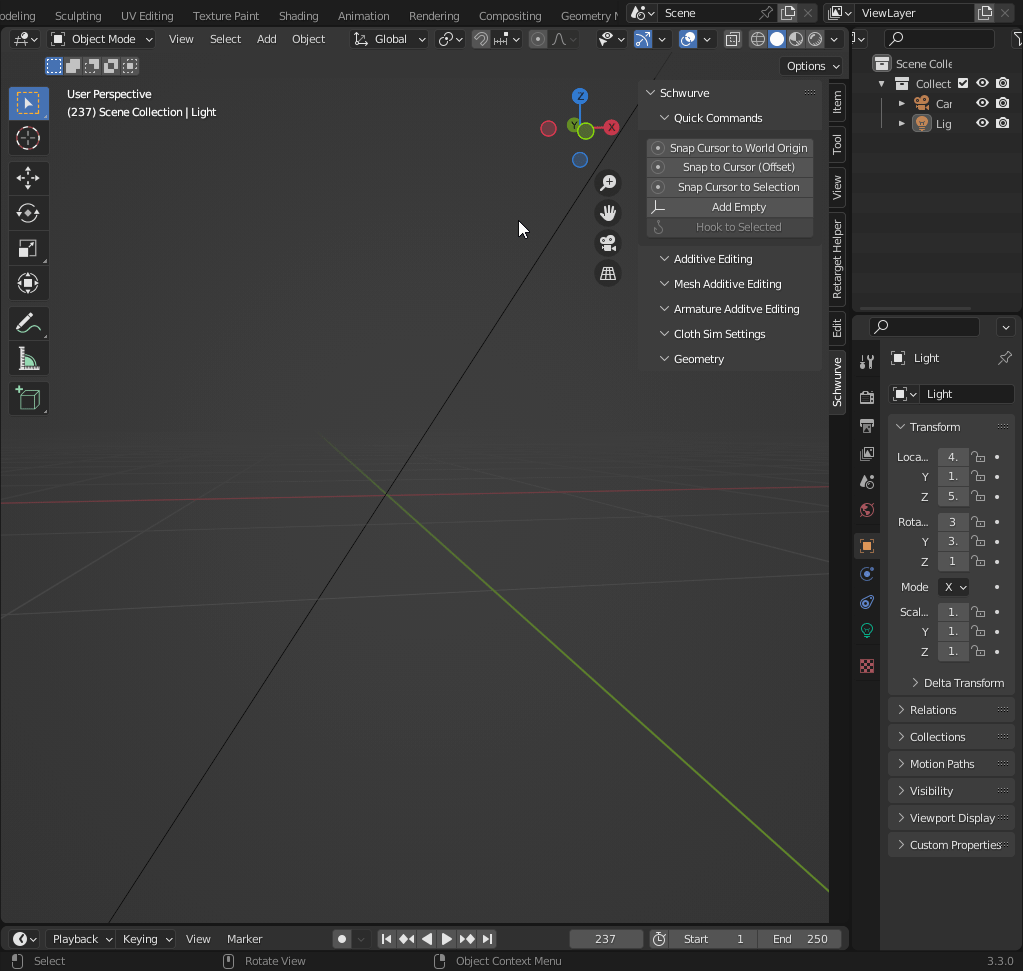 odeling Sculpting UV Editing Texture Paint Shading Animation Rendering Compositing Geometry N Scene ViewLayer
Object Mode View Select Add Object Global
Options
User Perspective
(237) Scene Collection | Light
Z
Y
X
Schwurve
Quick Commands
Snap Cursor to World Origin
Snap to Cursor (Offset)
Snap Cursor to Selection
Add Empty
Hook to Selected
Additive Editing
Mesh Additive Editing
Armature Additve Editing
Cloth Sim Settings
Geometry
Item
Tool
View
Retarget Helper
Edit
Schwurve
Scene Colle
Collect
Car
Lig
Light
Light
Transform
Loca... 4.
Y 1.
Z 5.
Rota... 3
Y 3.
Z 1
Mode X
Scal... 1.
Y 1.
Z 1.
Delta Transform
Relations
Collections
Motion Paths
Visibility
Viewport Display
Custom Properties
Playback Keying View Marker 237 Start 1 End 250
Select Rotate View Object Context Menu 3.3.0